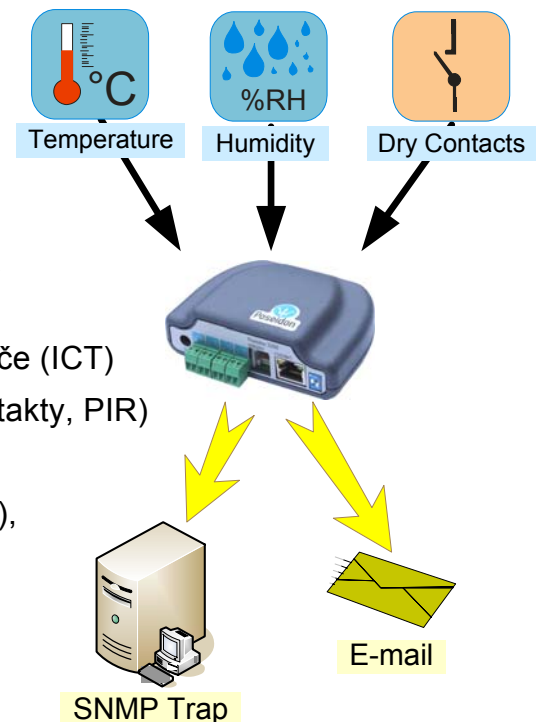 °C
%RH
Temperature
Humidity
Dry Contacts
Poseidon
če (ICT)
takty, PIR)
),
E-mail
SNMP Trap